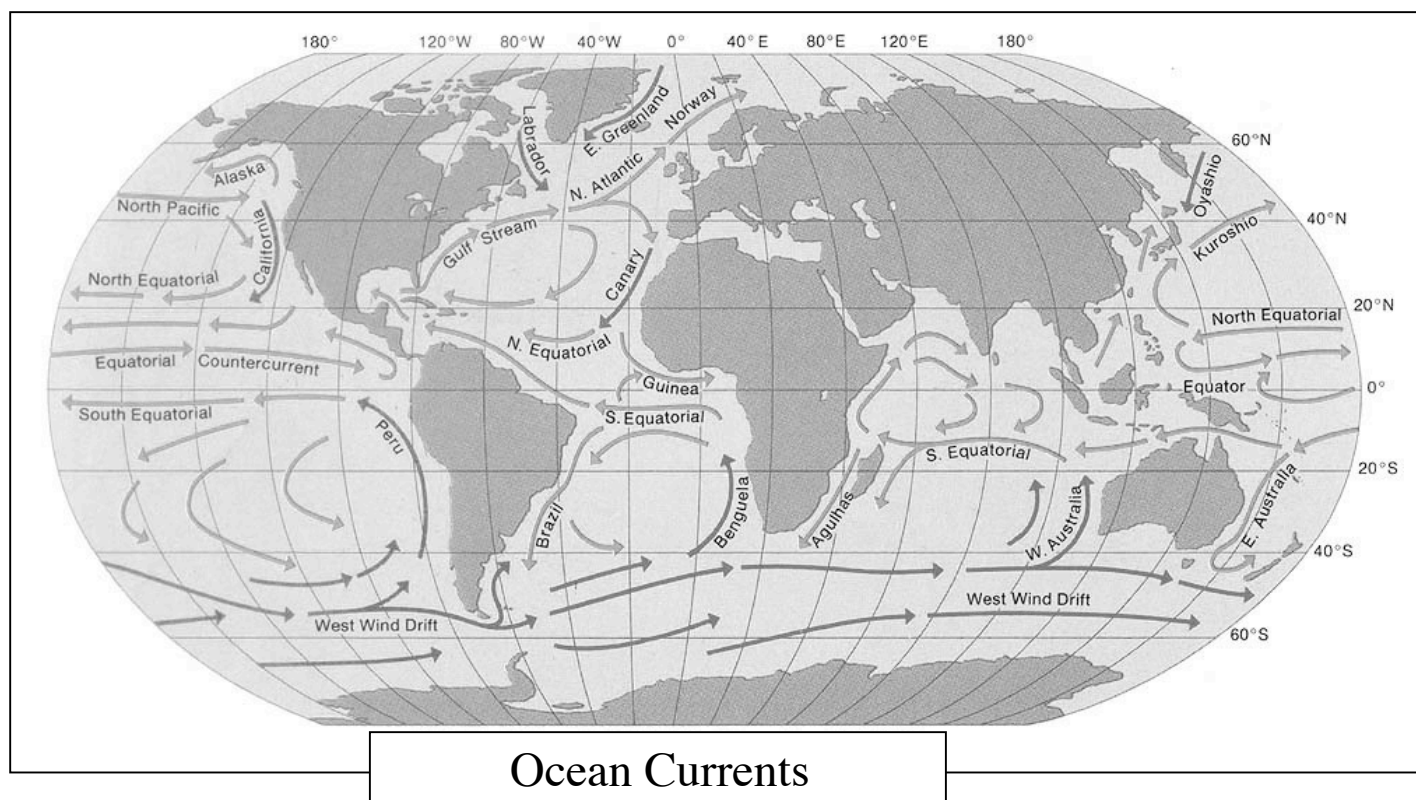 180° 120°W 80°W 40°W 0° 40°E 80°E 120°E 180°
60°N
40°N
20°N
0°
20°S
40°S
60°S
Labrador
E. Greenland
Norway
N. Atlantic
Alaska
North Pacific
California
Gulf Stream
Canary
Oyashio
Kuroshio
North Equatorial
North Equatorial
N. Equatorial
Equatorial Countercurrent
Guinea
Equator
South Equatorial
S. Equatorial
S. Equatorial
Peru
Brazil
Benguela
Agulhas
W. Australia
E. Australia
West Wind Drift
West Wind Drift
Ocean Currents